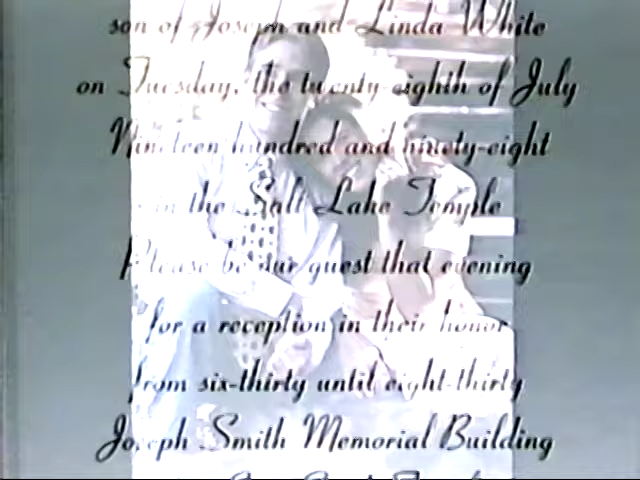 son of Joseph and Linda White
on Tuesday, the twenty-eighth of July
Nineteen hundred and ninety-eight
in the Salt Lake Temple
Please be our guest that evening
for a reception in their honor
from six-thirty until eight-thirty
Joseph Smith Memorial Building